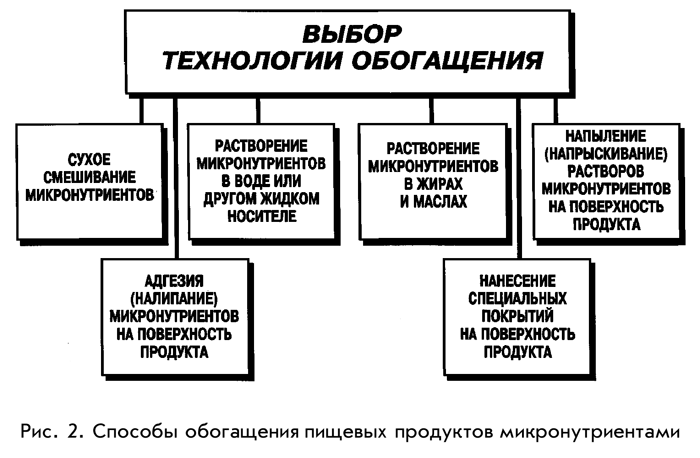 ВЫБОР
ТЕХНОЛОГИИ ОБОГАЩЕНИЯ
СУХОЕ
СМЕШИВАНИЕ
МИКРОНУТРИЕНТОВ
РАСТВОРЕНИЕ
МИКРОНУТРИЕНТОВ
В ВОДЕ ИЛИ
ДРУГОМ ЖИДКОМ
НОСИТЕЛЕ
РАСТВОРЕНИЕ
МИКРОНУТРИЕНТОВ
В ЖИРАХ
И МАСЛАХ
НАПЫЛЕНИЕ
(НАПРЫСКИВАНИЕ)
РАСТВОРОВ
МИКРОНУТРИЕНТОВ
НА ПОВЕРХНОСТЬ
ПРОДУКТА
АДГЕЗИЯ
(НАЛИПАНИЕ)
МИКРОНУТРИЕНТОВ
НА ПОВЕРХНОСТЬ
ПРОДУКТА
НАНЕСЕНИЕ
СПЕЦИАЛЬНЫХ
ПОКРЫТИЙ
НА ПОВЕРХНОСТЬ
ПРОДУКТА
Рис. 2. Способы обогащения пищевых продуктов микронутриентами